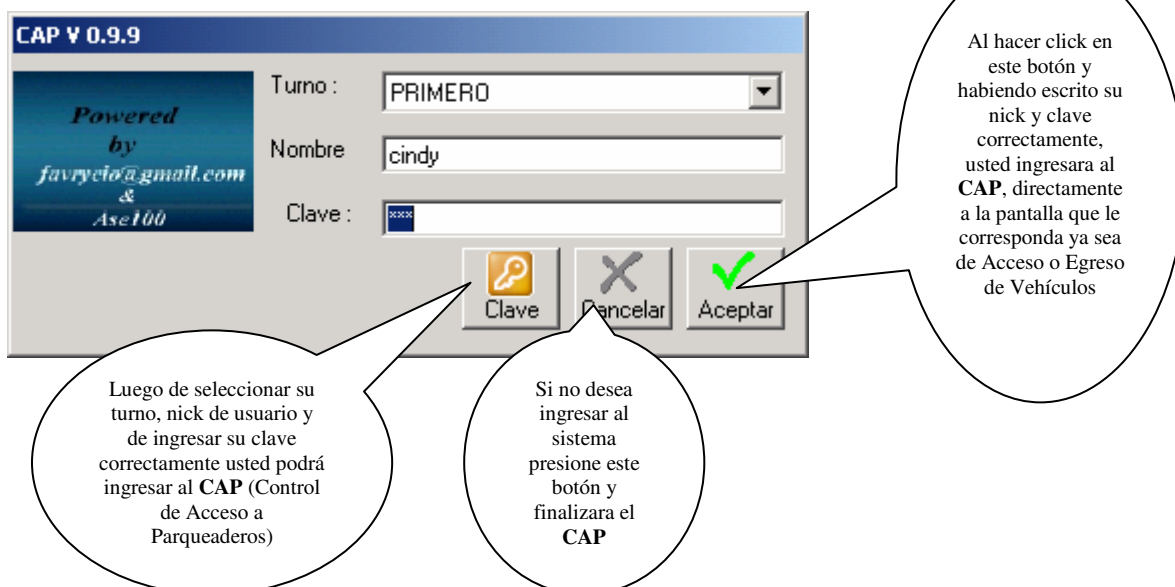 CAP V 0.9.9
Powered
by
favrycio@gmail.com
&
Ase100
Turno :
PRIMERO
Nombre
cindy
Clave :
***
Clave
Cancelar
Aceptar
Al hacer click en
este botón y
habiendo escrito su
nick y clave
correctamente,
usted ingresara al
CAP, directamente
a la pantalla que le
corresponda ya sea
de Acceso o Egreso
de Vehículos
Luego de seleccionar su
turno, nick de usuario y
de ingresar su clave
correctamente usted podrá
ingresar al CAP (Control
de Acceso a
Parqueaderos)
Si no desea
ingresar al
sistema
presione este
botón y
finalizara el
CAP